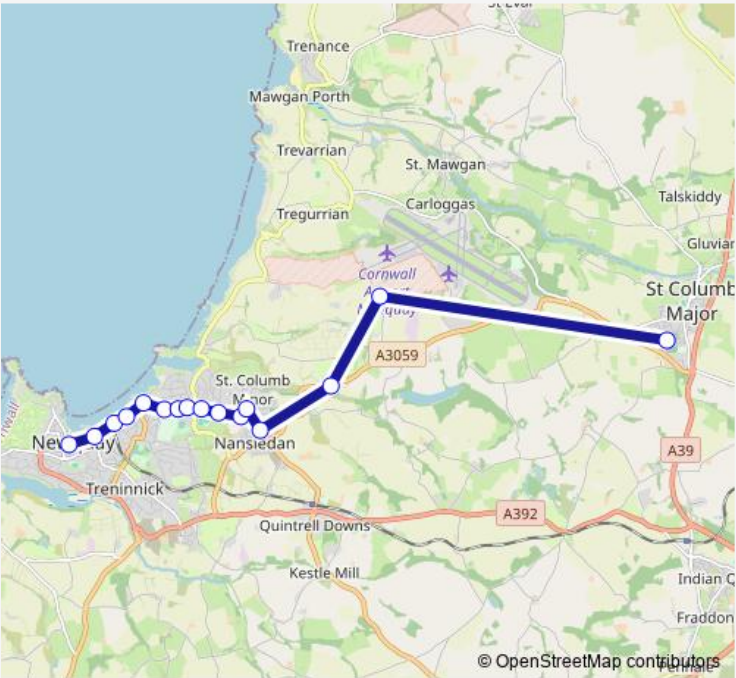 St Eval
Trenance
Mawgan Porth
Trevarrian
St. Mawgan
Talskiddy
Carloggas
Tregurrian
Gluvian
Cornwall
St Columb
Major
A3059
St. Columb
Minor
Nansledan
A39
Treninnick
A392
Quintrell Downs
Kestle Mill
Indian Q
Fraddon
© OpenStreetMap contributors